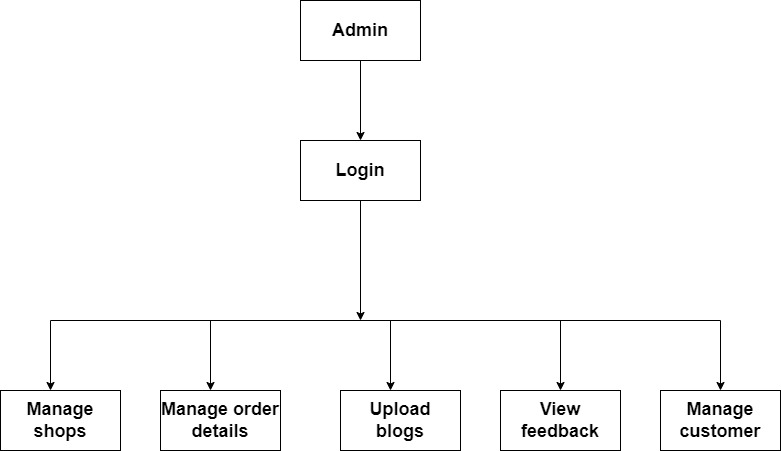 Admin
Login
Manage
shops
Manage order
details
Upload
blogs
View
feedback
Manage
customer